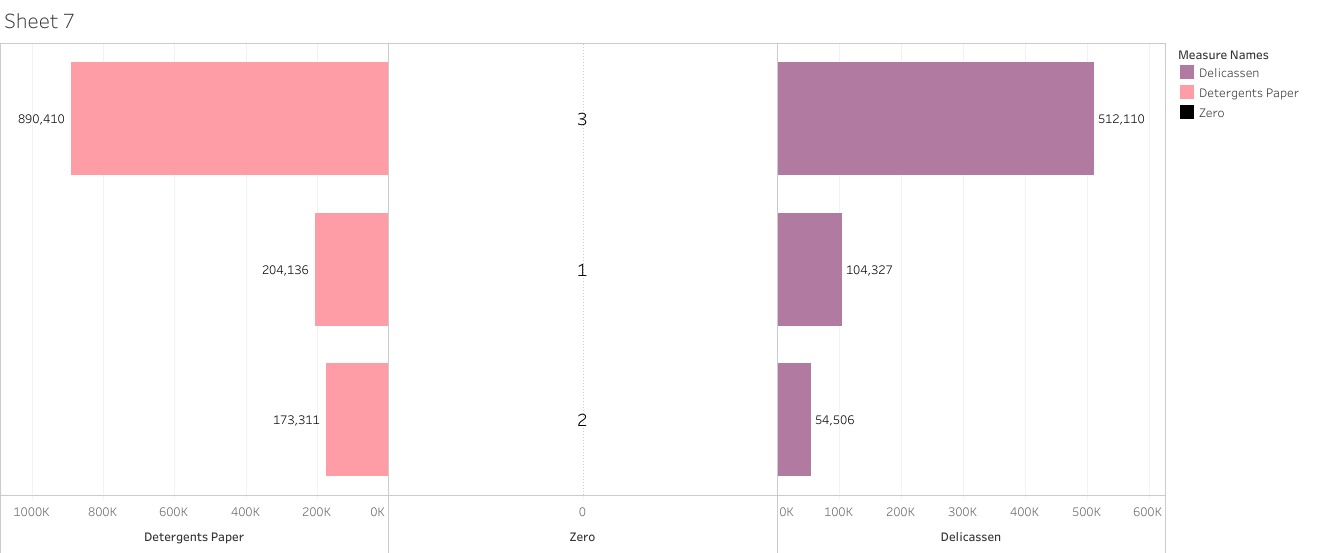 Sheet 7
Measure Names
Delicassen
Detergents Paper
Zero
890,410 3 512,110
204,136 1 104,327
173,311 2 54,506
1000K 800K 600K 400K 200K 0K 0 0K 100K 200K 300K 400K 500K 600K
Detergents Paper Zero Delicassen